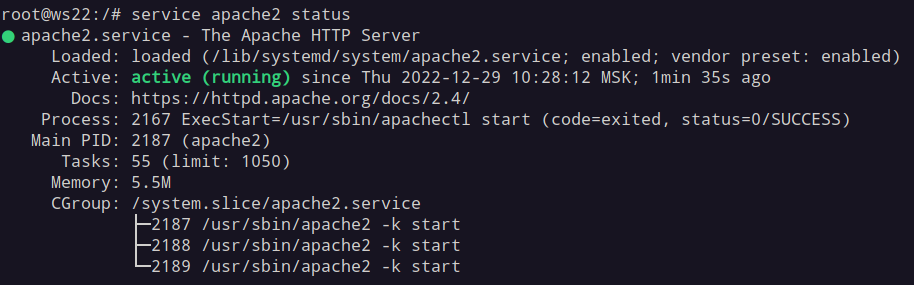 root@ws22:/# service apache2 status
● apache2.service - The Apache HTTP Server
Loaded: loaded (/lib/systemd/system/apache2.service; enabled; vendor preset: enabled)
Active: active (running) since Thu 2022-12-29 10:28:12 MSK; 1min 35s ago
Docs: https://httpd.apache.org/docs/2.4/
Process: 2167 ExecStart=/usr/sbin/apachectl start (code=exited, status=0/SUCCESS)
Main PID: 2187 (apache2)
Tasks: 55 (limit: 1050)
Memory: 5.5M
CGroup: /system.slice/apache2.service
├─2187 /usr/sbin/apache2 -k start
├─2188 /usr/sbin/apache2 -k start
└─2189 /usr/sbin/apache2 -k start